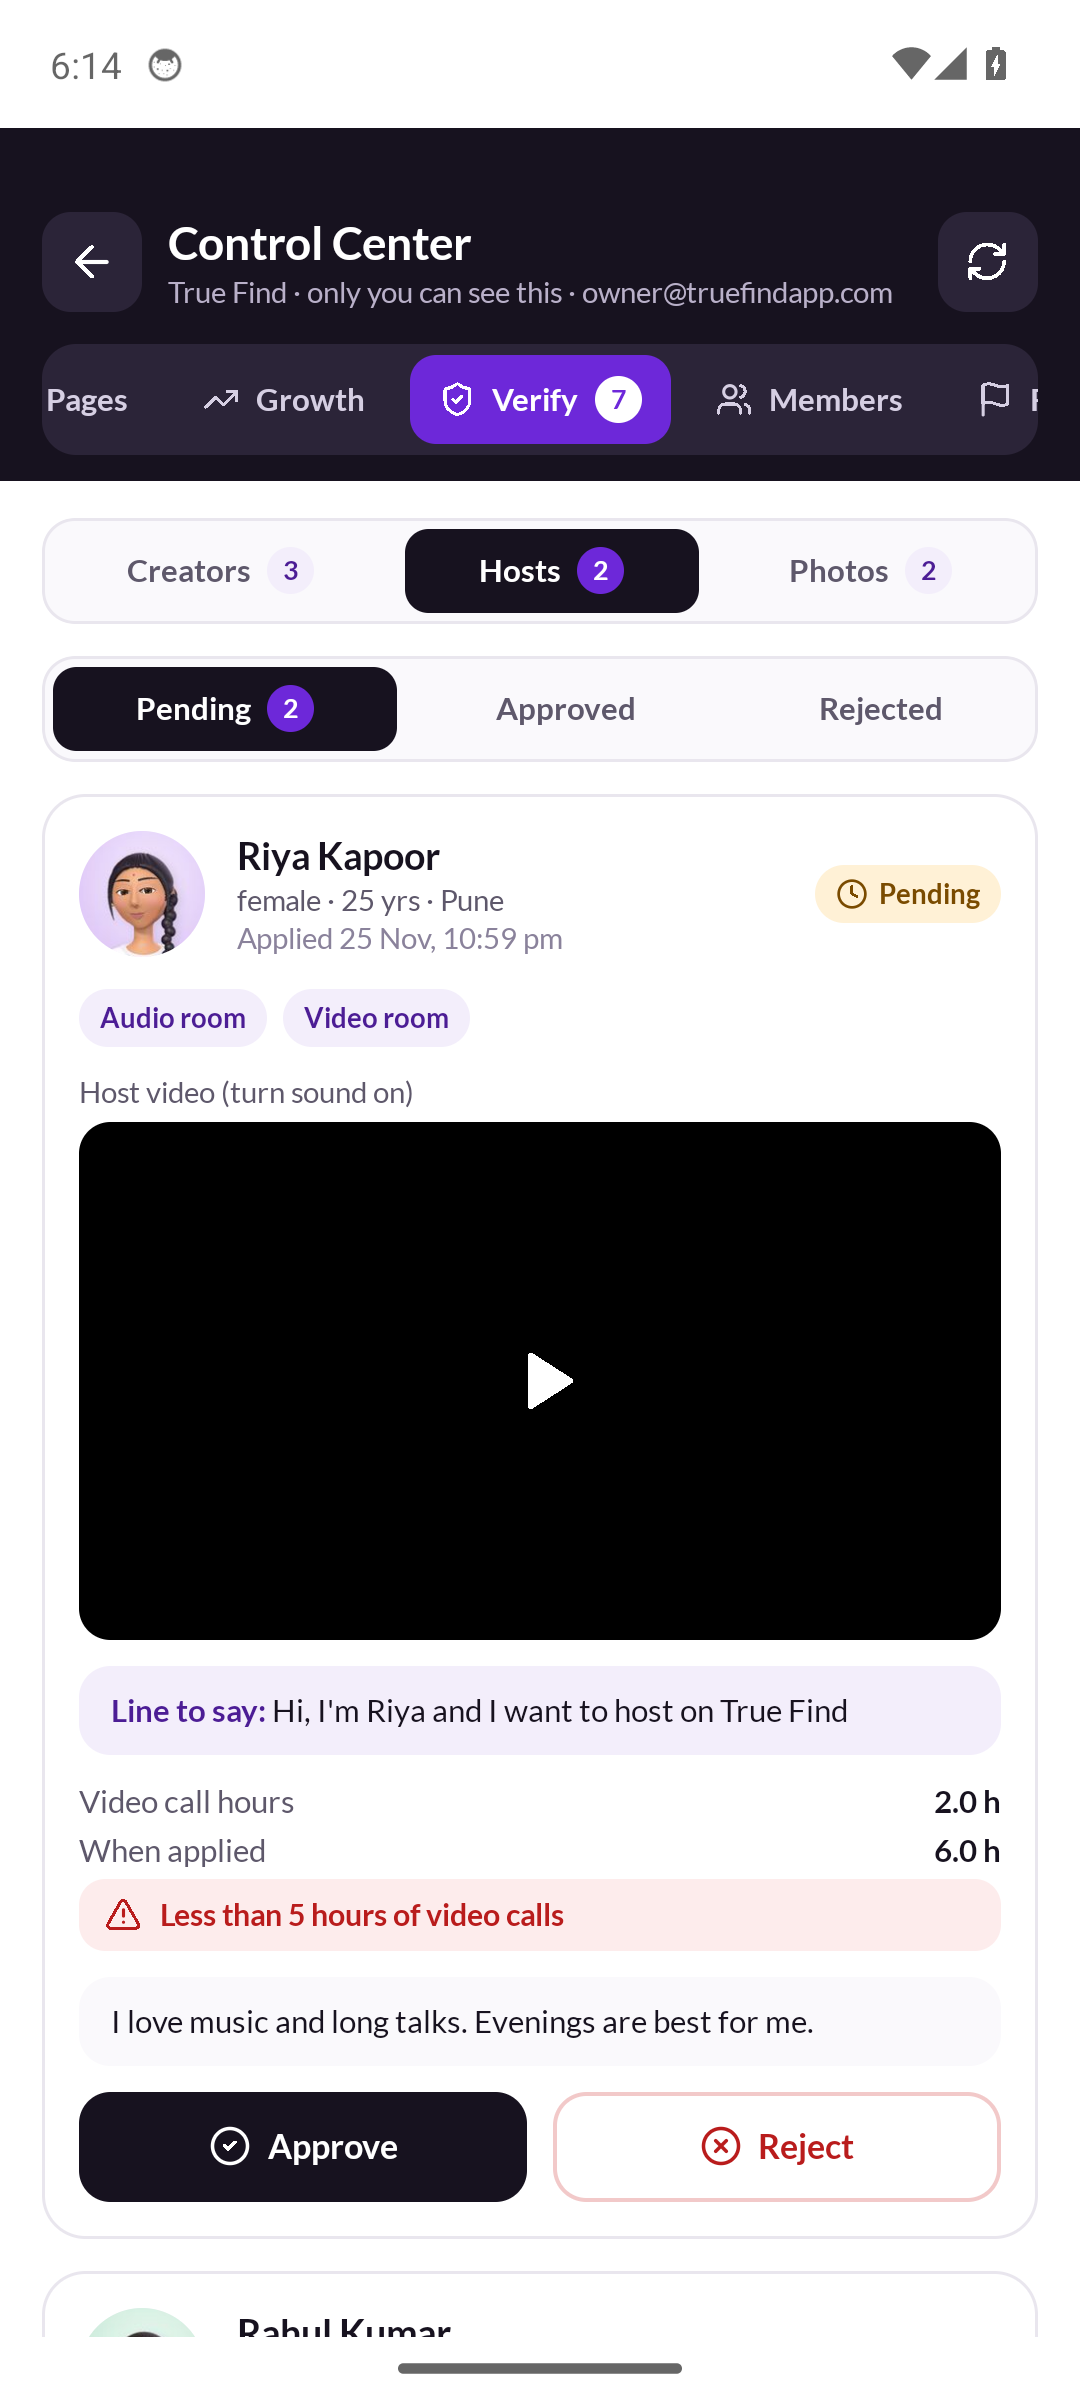 6:14
Control Center
True Find · only you can see this · owner@truefindapp.com
Pages
Growth
Verify 7
Members
Creators 3
Hosts 2
Photos 2
Pending 2
Approved
Rejected
Riya Kapoor
female · 25 yrs · Pune
Applied 25 Nov, 10:59 pm
Pending
Audio room
Video room
Host video (turn sound on)
Line to say: Hi, I'm Riya and I want to host on True Find
Video call hours 2.0 h
When applied 6.0 h
Less than 5 hours of video calls
I love music and long talks. Evenings are best for me.
Approve
Reject
Rahul Kumar